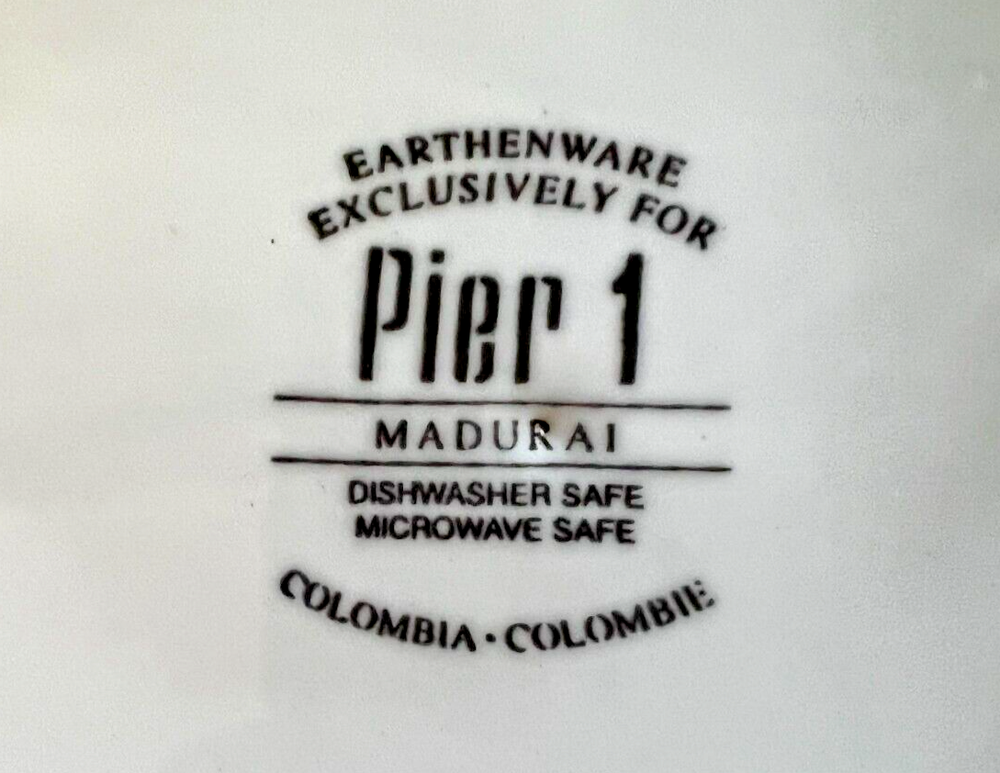 EARTHENWARE
EXCLUSIVELY FOR
Pier 1
MADURAI
DISHWASHER SAFE
MICROWAVE SAFE
COLOMBIA · COLOMBIE